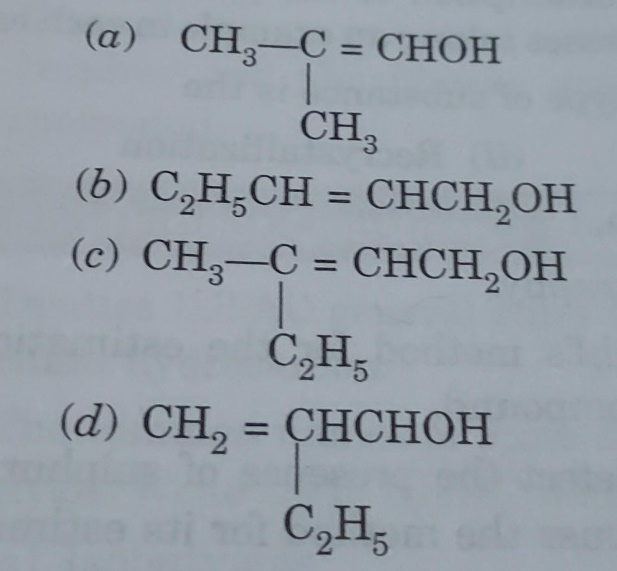 (a) CH₃—C = CHOH
|
CH₃
(b) C₂H₅CH = CHCH₂OH
(c) CH₃—C = CHCH₂OH
|
C₂H₅
(d) CH₂ = CHCHOH
|
C₂H₅